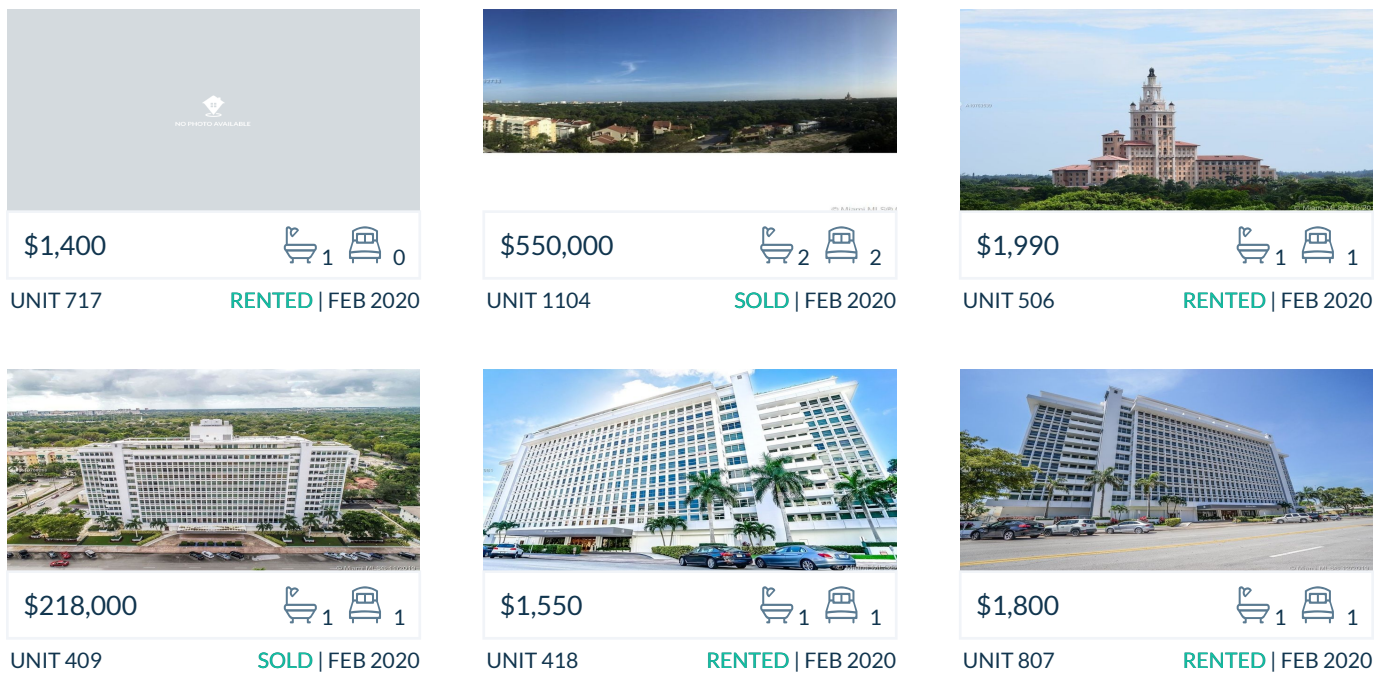 NO PHOTO AVAILABLE
$1,400 1 0
UNIT 717 RENTED | FEB 2020
$550,000 2 2
UNIT 1104 SOLD | FEB 2020
$1,990 1 1
UNIT 506 RENTED | FEB 2020
$218,000 1 1
UNIT 409 SOLD | FEB 2020
$1,550 1 1
UNIT 418 RENTED | FEB 2020
$1,800 1 1
UNIT 807 RENTED | FEB 2020